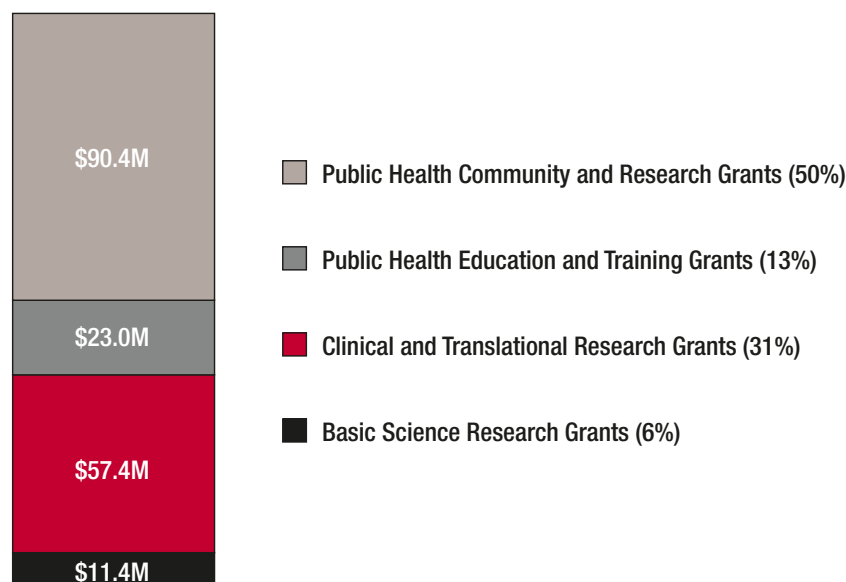 $90.4M
Public Health Community and Research Grants (50%)
Public Health Education and Training Grants (13%)
$23.0M
Clinical and Translational Research Grants (31%)
Basic Science Research Grants (6%)
$57.4M
$11.4M